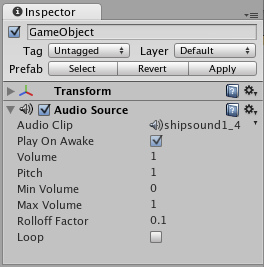 Inspector
GameObject
Tag Untagged Layer Default
Prefab Select Revert Apply
Transform
Audio Source
Audio Clip shipsound1_4
Play On Awake
Volume 1
Pitch 1
Min Volume 0
Max Volume 1
Rolloff Factor 0.1
Loop